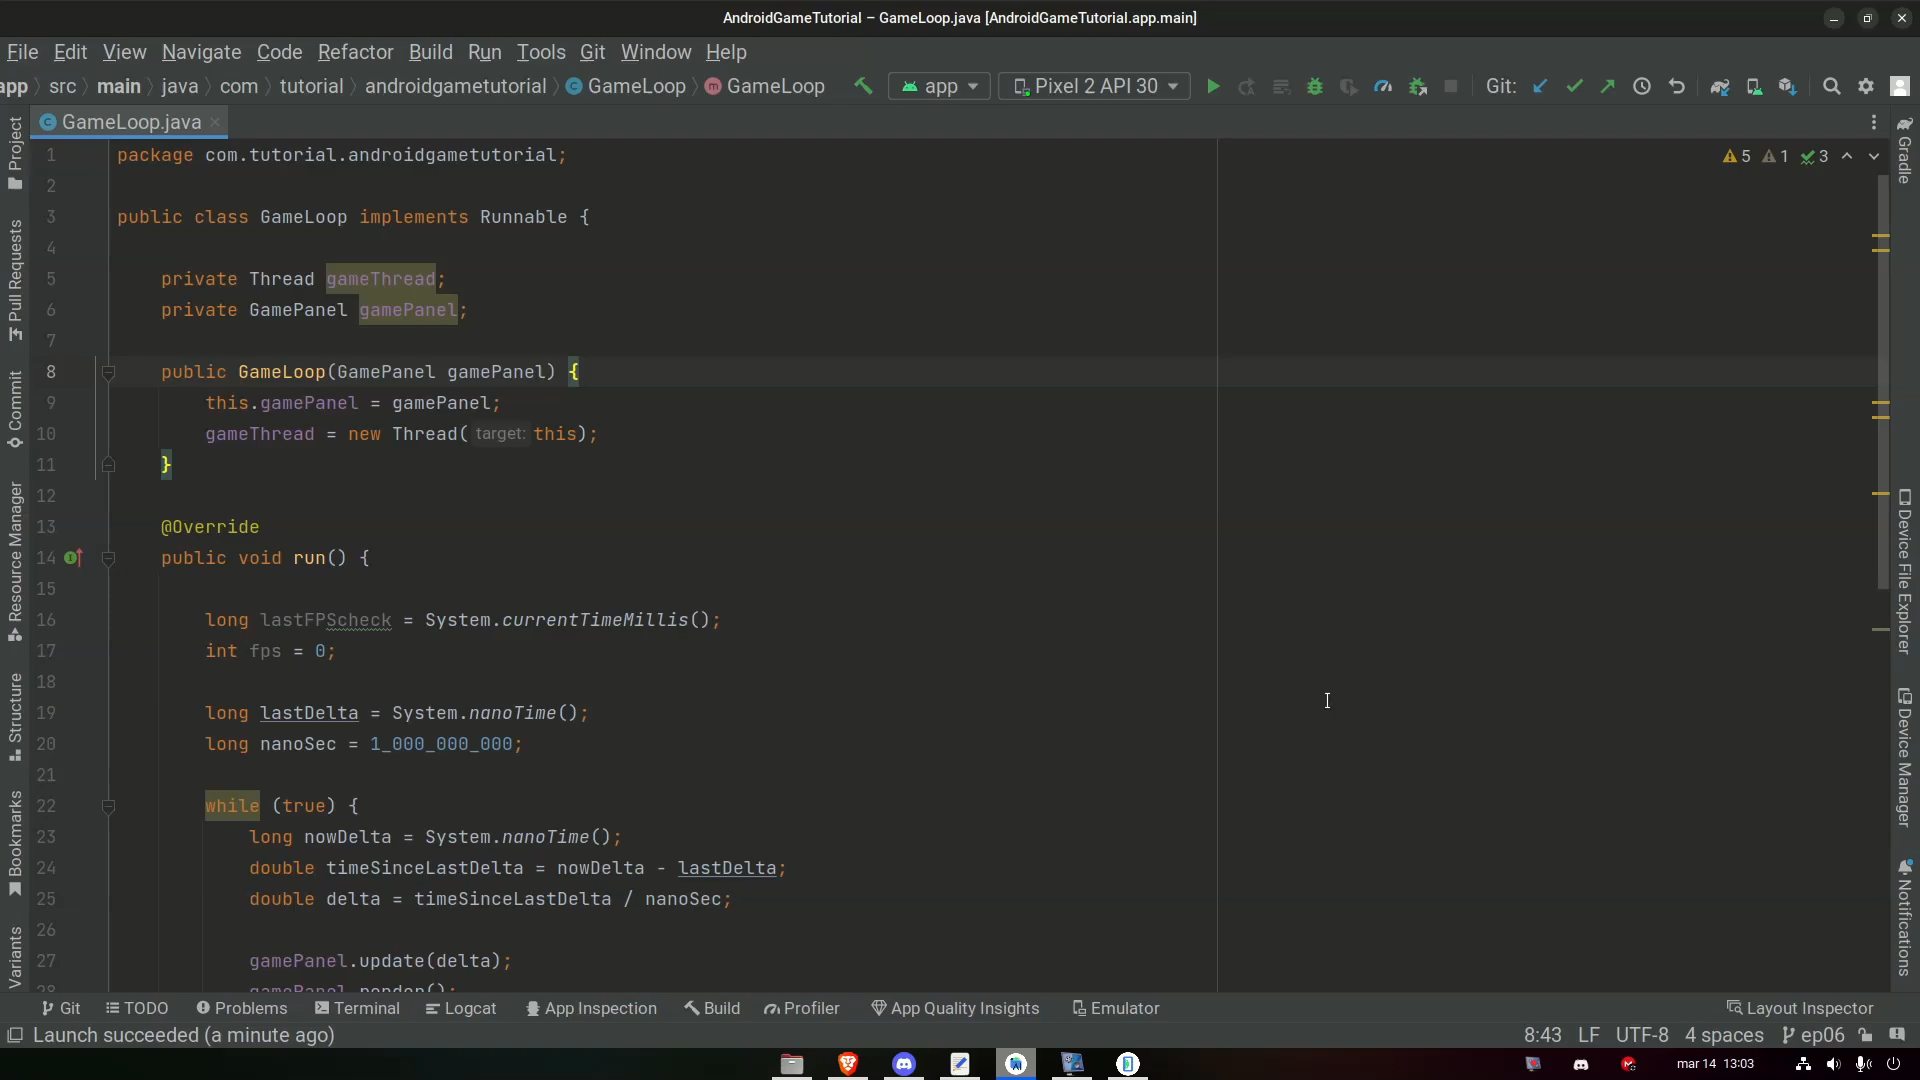 AndroidGameTutorial – GameLoop.java [AndroidGameTutorial.app.main]
File Edit View Navigate Code Refactor Build Run Tools Git Window Help
app src main java com tutorial androidgametutorial GameLoop GameLoop app Pixel 2 API 30 Git:
GameLoop.java
5 1 3
1 package com.tutorial.androidgametutorial;
2
3 public class GameLoop implements Runnable {
4
5 private Thread gameThread;
6 private GamePanel gamePanel;
7
8 public GameLoop(GamePanel gamePanel) {
9 this.gamePanel = gamePanel;
10 gameThread = new Thread( target: this);
11 }
12
13 @Override
14 public void run() {
15
16 long lastFPScheck = System.currentTimeMillis();
17 int fps = 0;
18
19 long lastDelta = System.nanoTime();
20 long nanoSec = 1_000_000_000;
21
22 while (true) {
23 long nowDelta = System.nanoTime();
24 double timeSinceLastDelta = nowDelta - lastDelta;
25 double delta = timeSinceLastDelta / nanoSec;
26
27 gamePanel.update(delta);
28 gamePanel.render();
Project
Pull Requests
Commit
Resource Manager
Structure
Bookmarks
Variants
Gradle
Device File Explorer
Device Manager
Notifications
Git TODO Problems Terminal Logcat App Inspection Build Profiler App Quality Insights Emulator Layout Inspector
Launch succeeded (a minute ago) 8:43 LF UTF-8 4 spaces ep06
mar 14 13:03